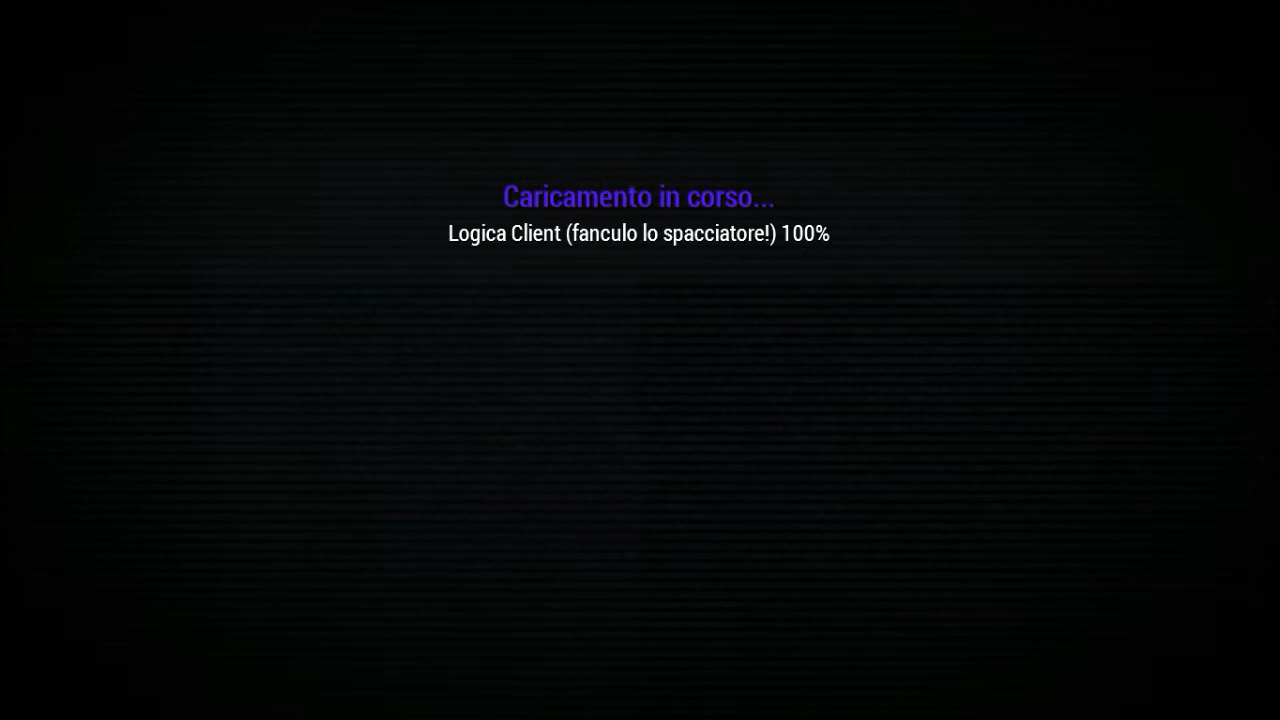 Caricamento in corso...
Logica Client (fanculo lo spacciatore!) 100%